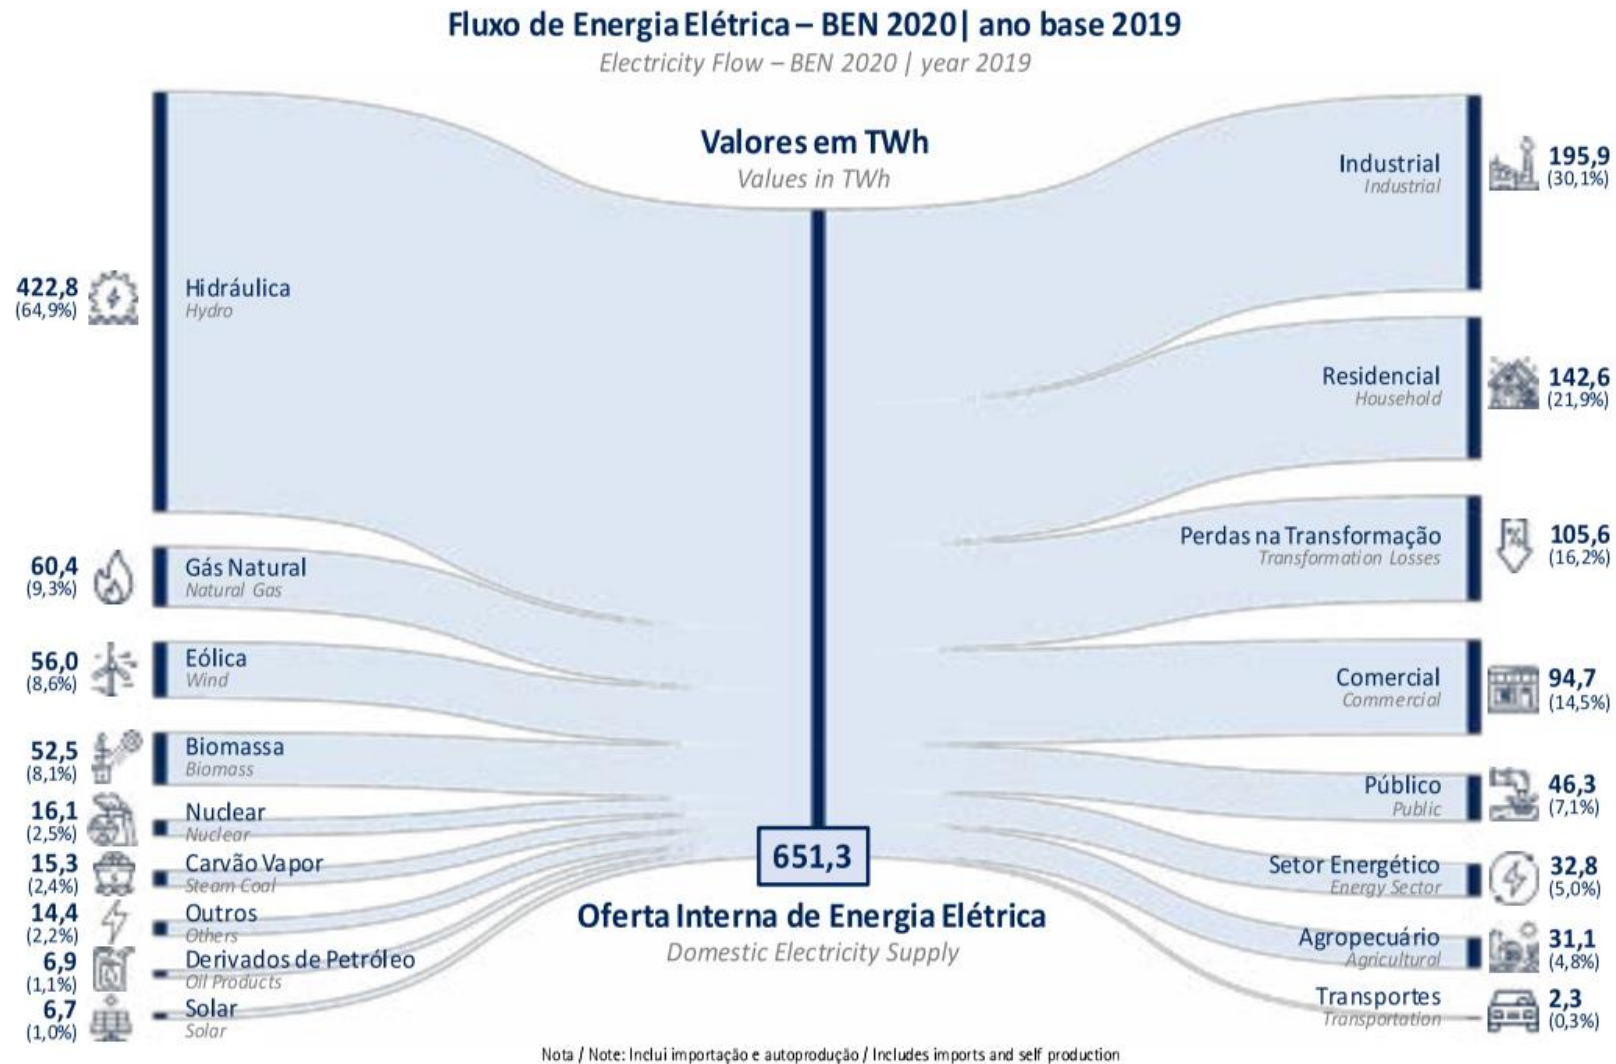 Fluxo de Energia Elétrica – BEN 2020| ano base 2019
Electricity Flow – BEN 2020 | year 2019
Valores em TWh
Values in TWh
422,8
(64,9%)
Hidráulica
Hydro
60,4
(9,3%)
Gás Natural
Natural Gas
56,0
(8,6%)
Eólica
Wind
52,5
(8,1%)
Biomassa
Biomass
16,1
(2,5%)
Nuclear
Nuclear
15,3
(2,4%)
Carvão Vapor
Steam Coal
14,4
(2,2%)
Outros
Others
6,9
(1,1%)
Derivados de Petróleo
Oil Products
6,7
(1,0%)
Solar
Solar
651,3
Oferta Interna de Energia Elétrica
Domestic Electricity Supply
Industrial
Industrial
195,9
(30,1%)
Residencial
Household
142,6
(21,9%)
Perdas na Transformação
Transformation Losses
%
105,6
(16,2%)
Comercial
Commercial
94,7
(14,5%)
Público
Public
46,3
(7,1%)
Setor Energético
Energy Sector
32,8
(5,0%)
Agropecuário
Agricultural
31,1
(4,8%)
Transportes
Transportation
2,3
(0,3%)
Nota / Note: Inclui importação e autoprodução / Includes imports and self production